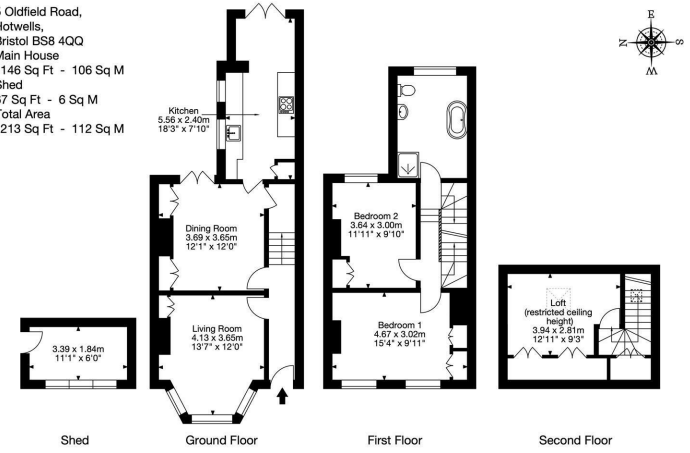 Oldfield Road,
Hotwells,
Bristol BS8 4QQ
Main House
146 Sq Ft - 106 Sq M
Shed
67 Sq Ft - 6 Sq M
Total Area
213 Sq Ft - 112 Sq M
E
N
S
W
Kitchen
5.56 x 2.40m
18'3" x 7'10"
Dining Room
3.69 x 3.65m
12'1" x 12'0"
Living Room
4.13 x 3.65m
13'7" x 12'0"
Bedroom 2
3.64 x 3.00m
11'11" x 9'10"
Bedroom 1
4.67 x 3.02m
15'4" x 9'11"
Loft
(restricted ceiling
height)
3.94 x 2.81m
12'11" x 9'3"
3.39 x 1.84m
11'1" x 6'0"
Shed
Ground Floor
First Floor
Second Floor